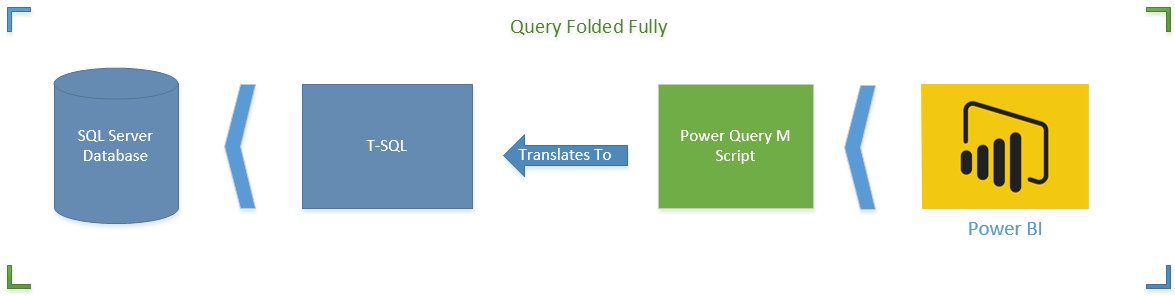 Query Folded Fully
SQL Server
Database
T-SQL
Translates To
Power Query M
Script
Power BI